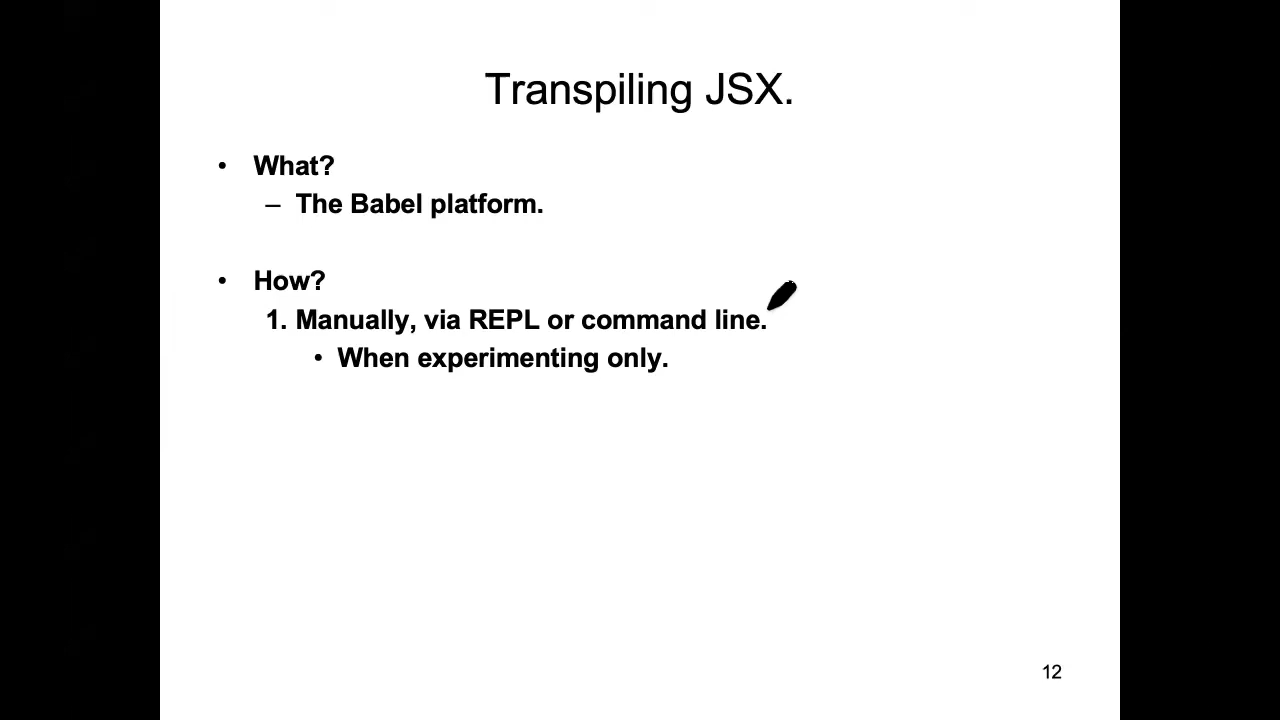 Transpiling JSX.
• What?
– The Babel platform.
• How?
1. Manually, via REPL or command line.
• When experimenting only.
12